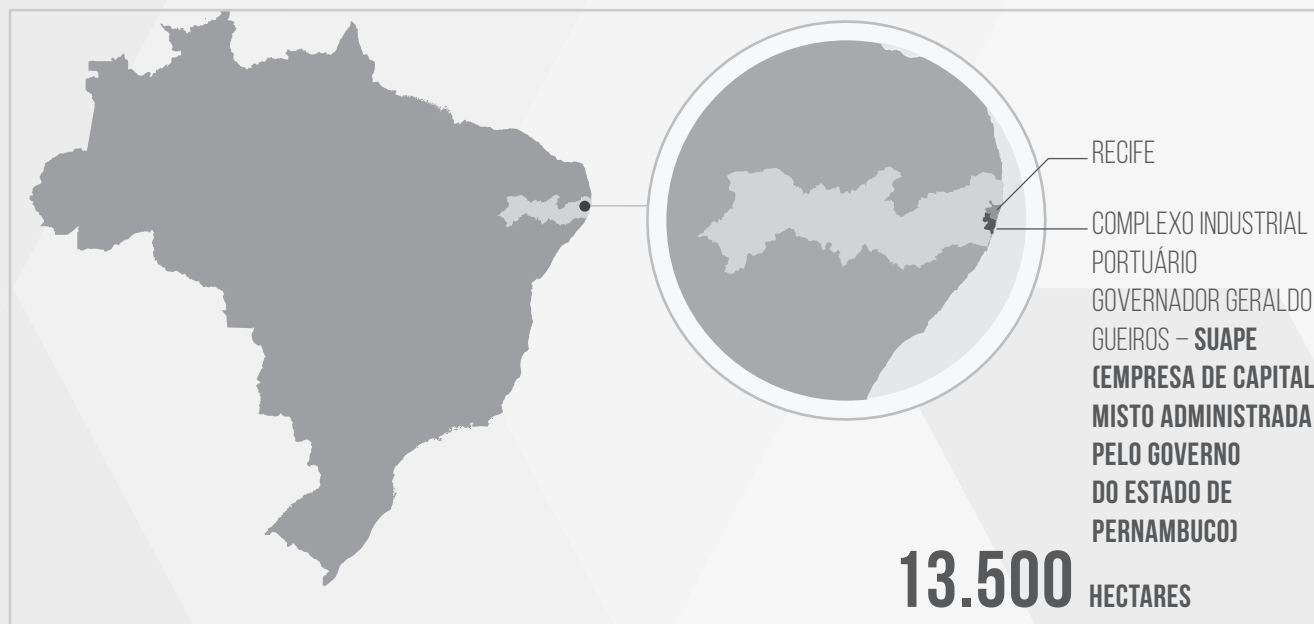 RECIFE
COMPLEXO INDUSTRIAL
PORTUÁRIO
GOVERNADOR GERALDO
GUEIROS – SUAPE
(EMPRESA DE CAPITAL
MISTO ADMINISTRADA
PELO GOVERNO
DO ESTADO DE
PERNAMBUCO)
13.500 HECTARES